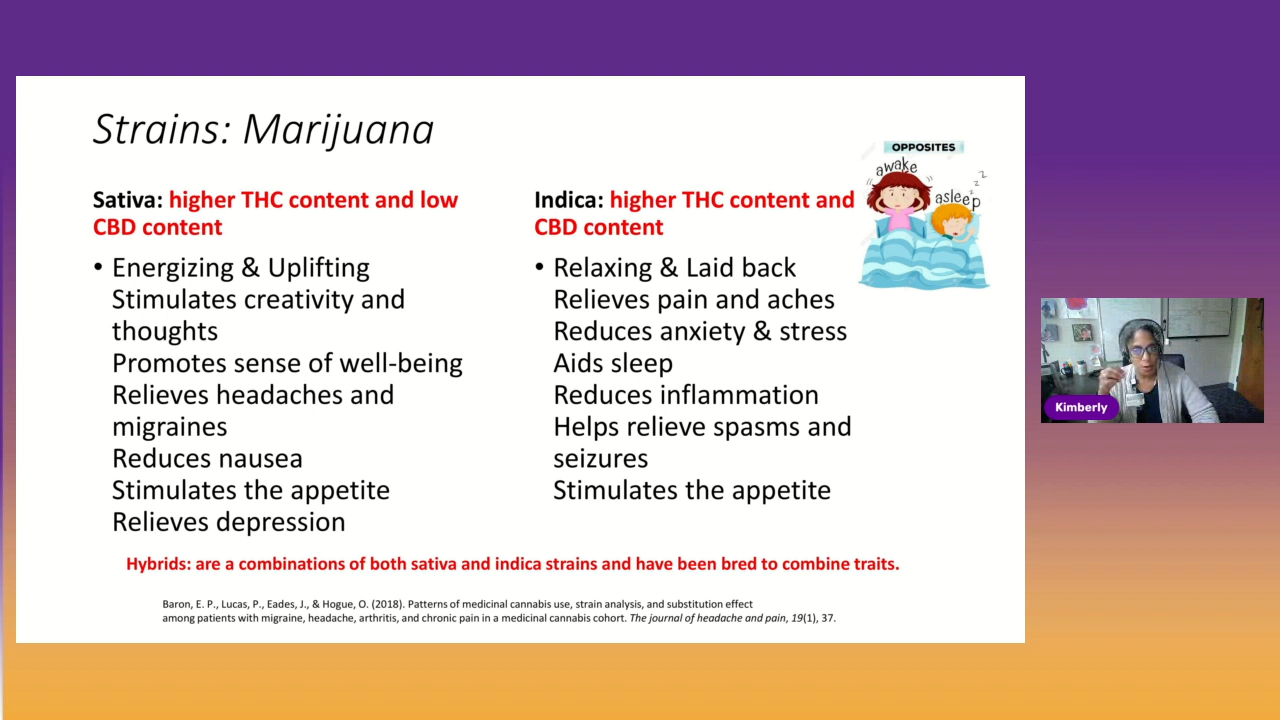 Strains: Marijuana
Sativa: higher THC content and low
CBD content
• Energizing & Uplifting
Stimulates creativity and
thoughts
Promotes sense of well-being
Relieves headaches and
migraines
Reduces nausea
Stimulates the appetite
Relieves depression
Indica: higher THC content and
CBD content
• Relaxing & Laid back
Relieves pain and aches
Reduces anxiety & stress
Aids sleep
Reduces inflammation
Helps relieve spasms and
seizures
Stimulates the appetite
OPPOSITES
awake
asleep
z z z
Hybrids: are a combinations of both sativa and indica strains and have been bred to combine traits.
Baron, E. P., Lucas, P., Eades, J., & Hogue, O. (2018). Patterns of medicinal cannabis use, strain analysis, and substitution effect
among patients with migraine, headache, arthritis, and chronic pain in a medicinal cannabis cohort. The journal of headache and pain, 19(1), 37.
Kimberly